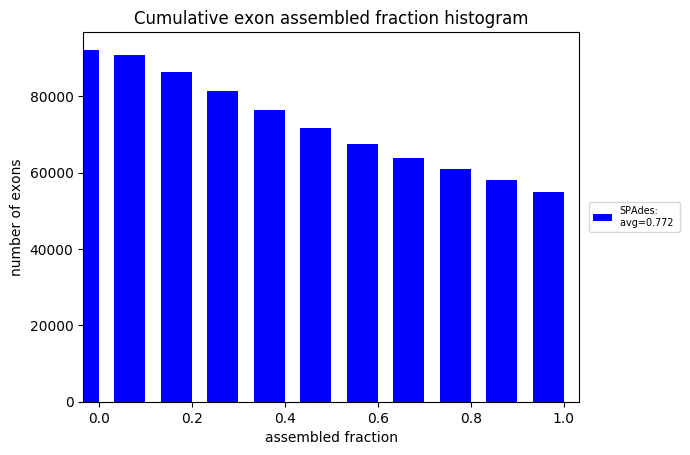 Cumulative exon assembled fraction histogram
number of exons
80000
60000
40000
20000
0
0.0
0.2
0.4
0.6
0.8
1.0
assembled fraction
SPAdes:
avg=0.772